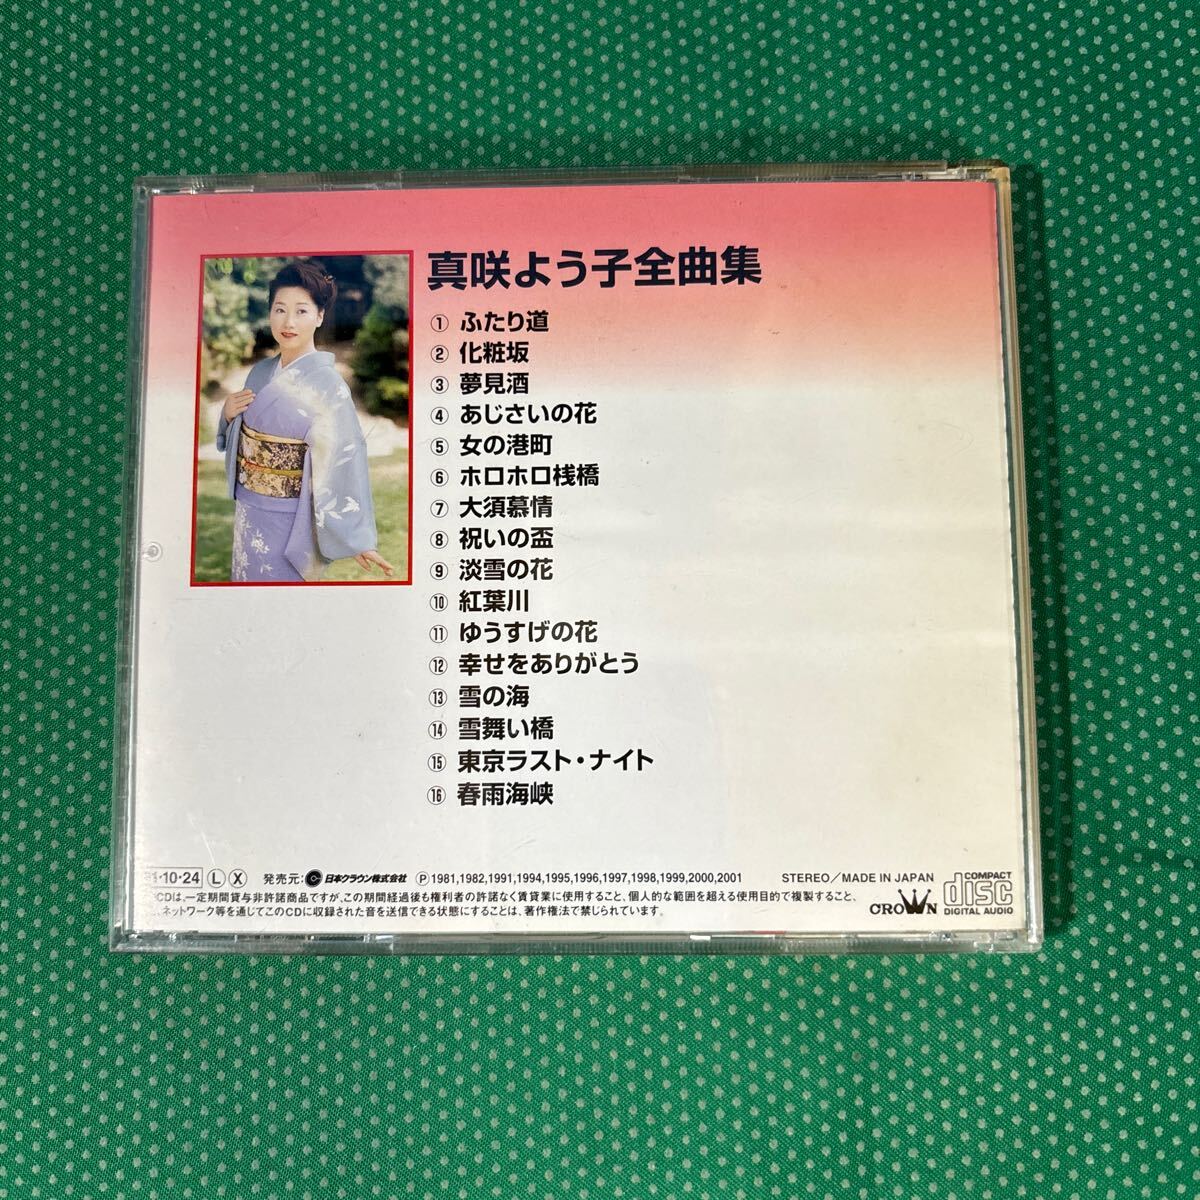 真咲よう子全曲集
① ふたり道
② 化粧坂
③ 夢見酒
④ あじさいの花
⑤ 女の港町
⑥ ホロホロ桟橋
⑦ 大須慕情
⑧ 祝いの盃
⑨ 淡雪の花
⑩ 紅葉川
⑪ ゆうすげの花
⑫ 幸せをありがとう
⑬ 雪の海
⑭ 雪舞い橋
⑮ 東京ラスト・ナイト
⑯ 春雨海峡
·10·24 Ⓛ Ⓧ 発売元: 日本クラウン株式会社 Ⓟ1981,1982,1991,1994,1995,1996,1997,1998,1999,2000,2001 STEREO／MADE IN JAPAN
CDは、一定期間貸与非許諾商品ですが、この期間経過後も権利者の許諾なく賃貸業に使用すること、個人的な範囲を超える使用目的で複製すること、
ネットワーク等を通じてこのCDに収録された音を送信できる状態にすることは、著作権法で禁じられています。
CROWN
COMPACT
disc
DIGITAL AUDIO